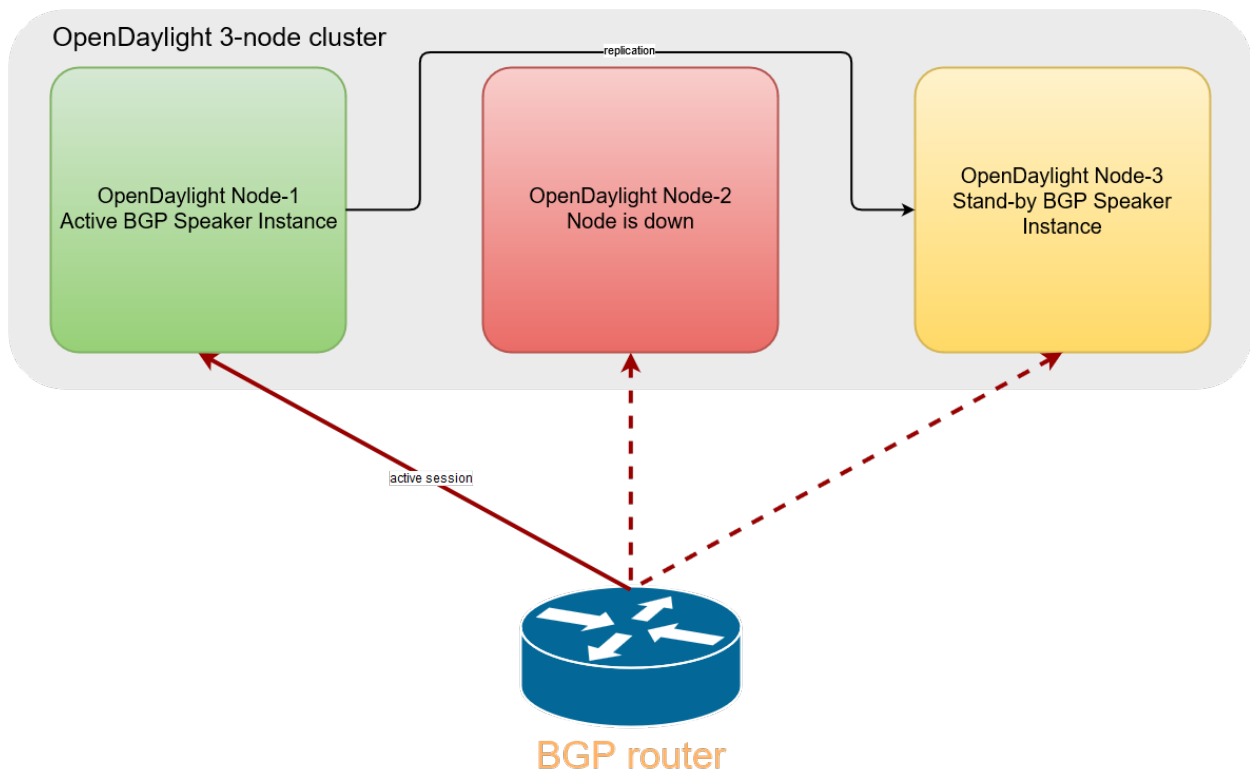 OpenDaylight 3-node cluster
replication
OpenDaylight Node-1
Active BGP Speaker Instance
OpenDaylight Node-2
Node is down
OpenDaylight Node-3
Stand-by BGP Speaker
Instance
active session
BGP router